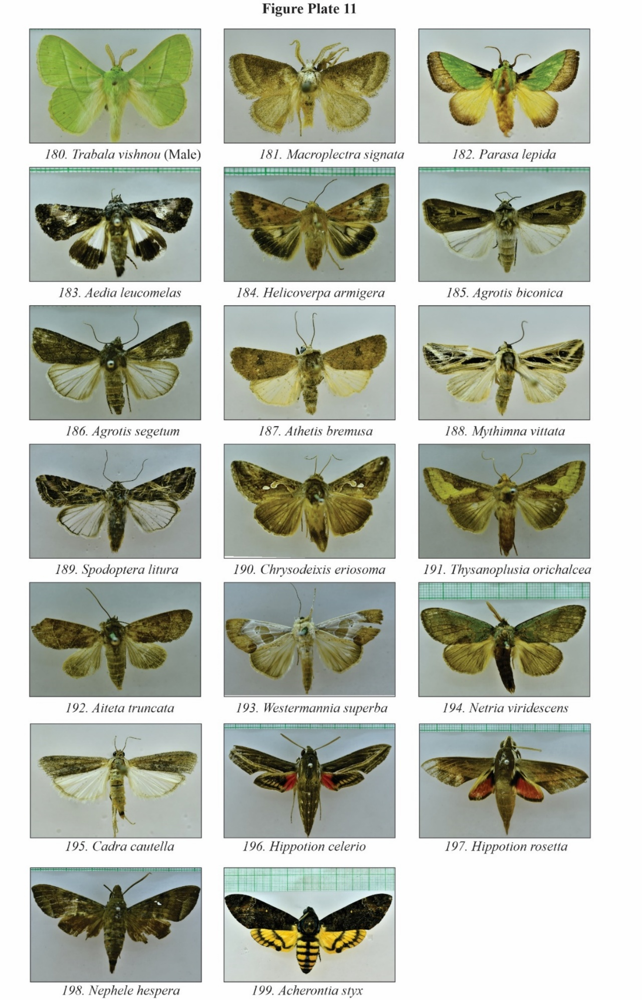 Figure Plate 11
180. Trabala vishnou (Male)
181. Macroplectra signata
182. Parasa lepida
183. Aedia leucomelas
184. Helicoverpa armigera
185. Agrotis biconica
186. Agrotis segetum
187. Athetis bremusa
188. Mythimna vittata
189. Spodoptera litura
190. Chrysodeixis eriosoma
191. Thysanoplusia orichalcea
192. Aiteta truncata
193. Westermannia superba
194. Netria viridescens
195. Cadra cautella
196. Hippotion celerio
197. Hippotion rosetta
198. Nephele hespera
199. Acherontia styx